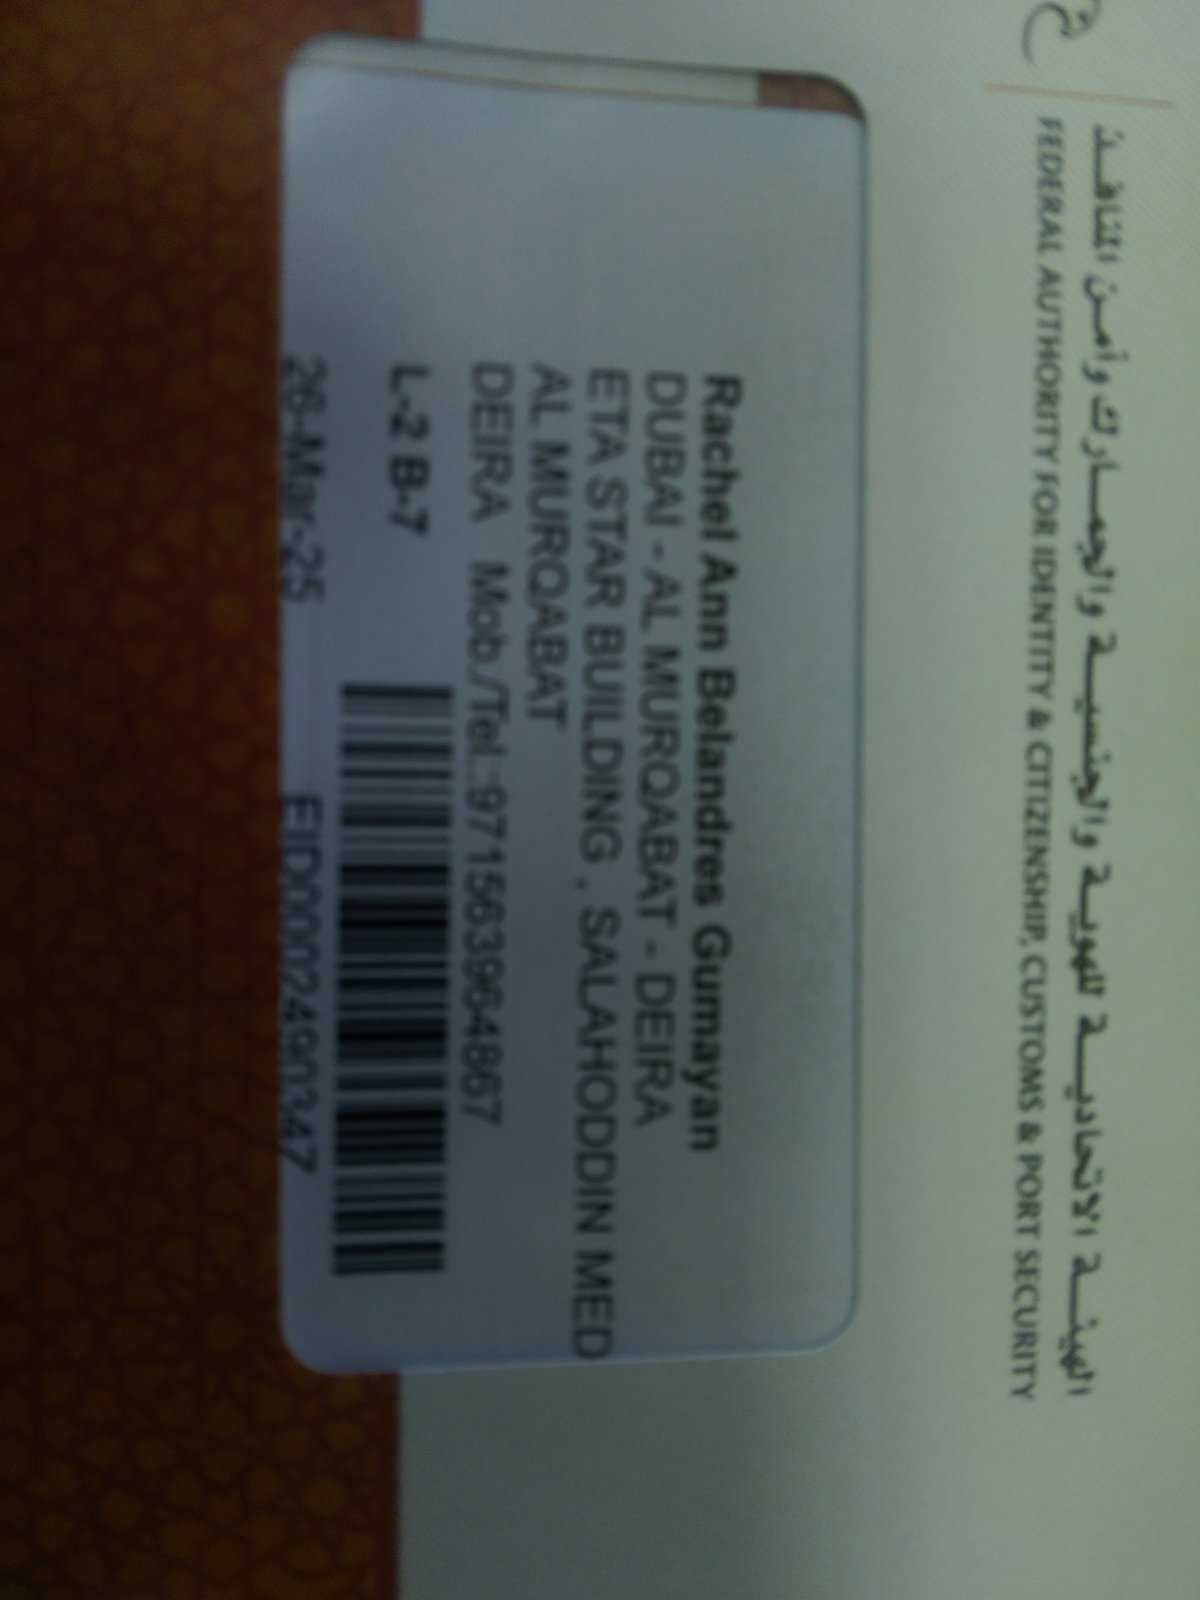 الهيئة الاتحادية للهوية والجنسية والجمارك وأمن المنافذ
FEDERAL AUTHORITY FOR IDENTITY & CITIZENSHIP, CUSTOMS & PORT SECURITY
Rachel Ann Belandres Gumayan
DUBAI - AL MURQABAT - DEIRA
ETA STAR BUILDING , SALAHODDIN MED
AL MURQABAT
DEIRA Mob./Tel.:971563964867
L-2 B-7
26-Mar-25 EID0002490347